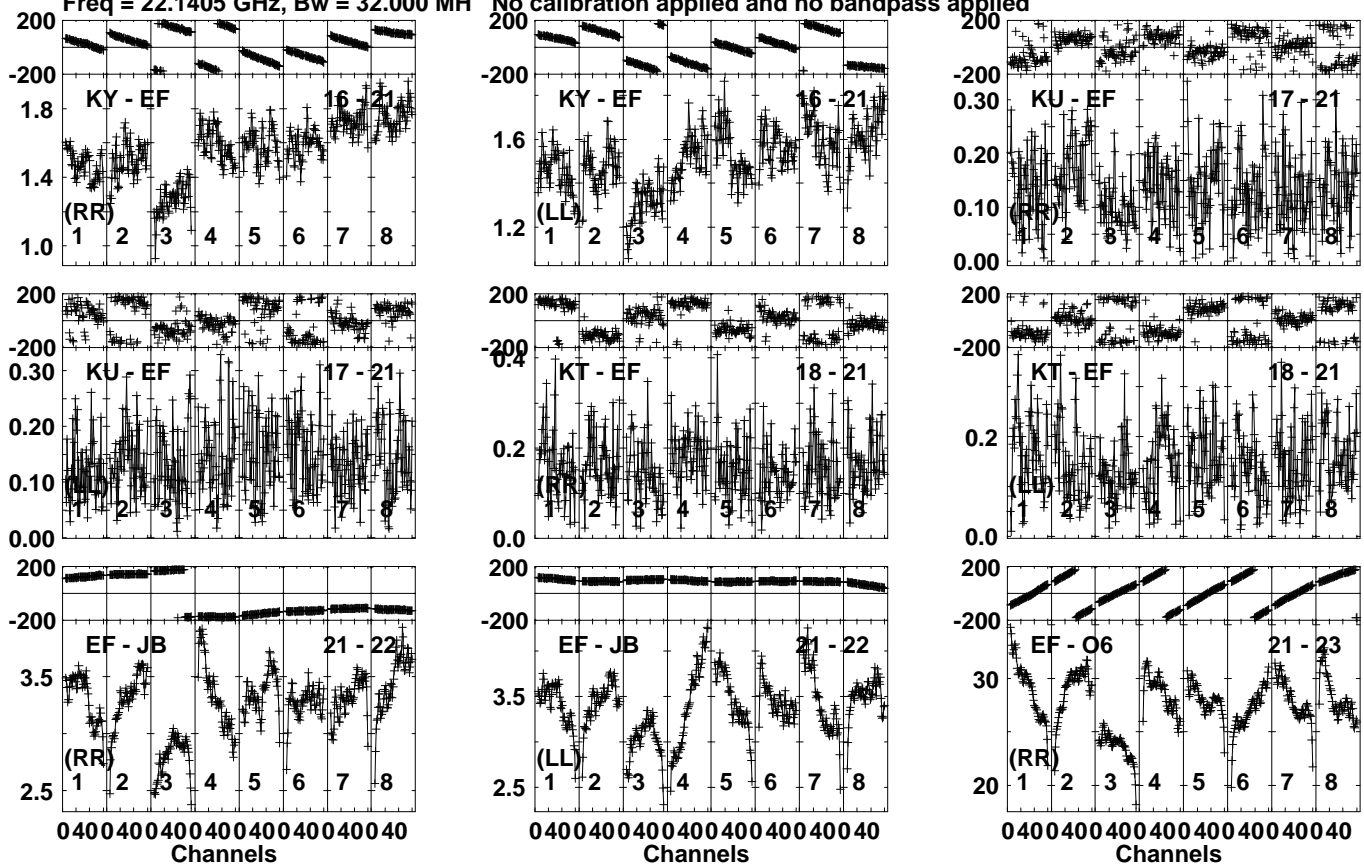 Freq = 22.1405 GHz, Bw = 32.000 MH No calibration applied and no bandpass applied
200
-200
KY - EF 16 - 21
1.8
1.6
1.4
(RR)
1.0
1 2 3 4 5 6 7 8
KY - EF 16 - 21
1.6
(LL)
1.2
1 2 3 4 5 6 7 8
200
-200
0.30
KU - EF 17 - 21
0.20
0.10
(RR)
0.00
1 2 3 4 5 6 7 8
200
-200
0.30
KU - EF 17 - 21
0.20
0.10
(LL)
0.00
1 2 3 4 5 6 7 8
200
-200
0.4
KT - EF 18 - 21
0.2
(RR)
0.0
1 2 3 4 5 6 7 8
200
-200
KT - EF 18 - 21
0.2
(LL)
0.0
1 2 3 4 5 6 7 8
200
-200
EF - JB 21 - 22
3.5
(RR)
2.5
1 2 3 4 5 6 7 8
0 40 0 40 0 40 0 40 0 40 0 40 0 40 0 40
Channels
200
-200
EF - JB 21 - 22
3.5
(LL)
2.5
1 2 3 4 5 6 7 8
0 40 0 40 0 40 0 40 0 40 0 40 0 40 0 40
Channels
200
-200
EF - O6 21 - 23
30
(RR)
20
1 2 3 4 5 6 7 8
0 40 0 40 0 40 0 40 0 40 0 40 0 40 0 40
Channels